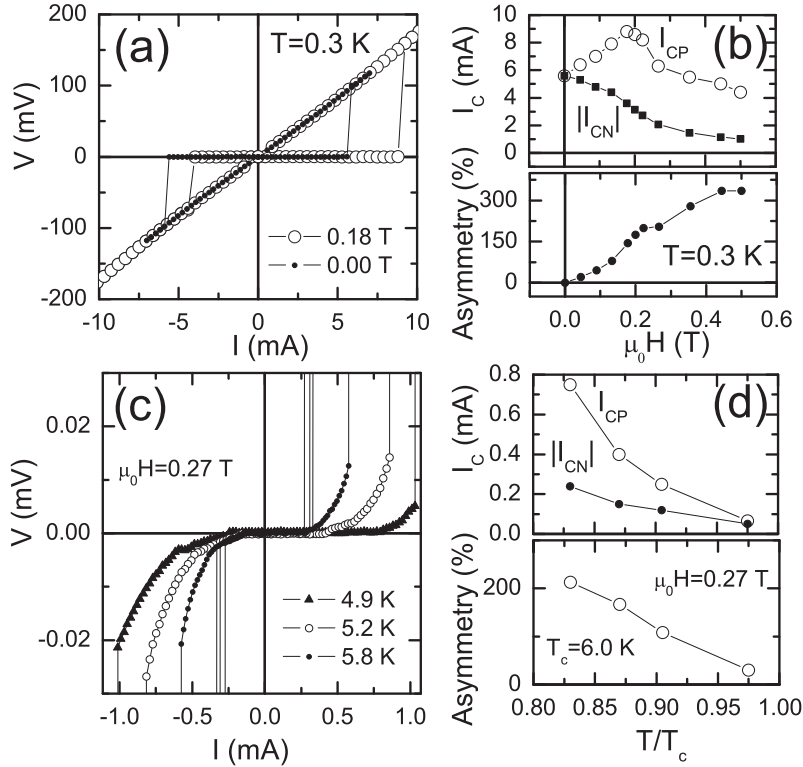 (a)
T=0.3 K
V (mV)
200
100
0
-100
-200
0.18 T
0.00 T
-10 -5 0 5 10
I (mA)
(b)
I_C (mA)
10
8
6
4
2
0
I_CP
|I_CN|
Asymmetry (%)
300
150
0
T=0.3 K
0.0 0.2 0.4 0.6
μ₀H (T)
(c)
V (mV)
0.02
0.00
-0.02
μ₀H=0.27 T
4.9 K
5.2 K
5.8 K
-1.0 -0.5 0.0 0.5 1.0
I (mA)
(d)
I_C (mA)
0.8
0.6
0.4
0.2
0.0
I_CP
|I_CN|
Asymmetry (%)
200
0
μ₀H=0.27 T
T_c=6.0 K
0.80 0.85 0.90 0.95 1.00
T/T_c